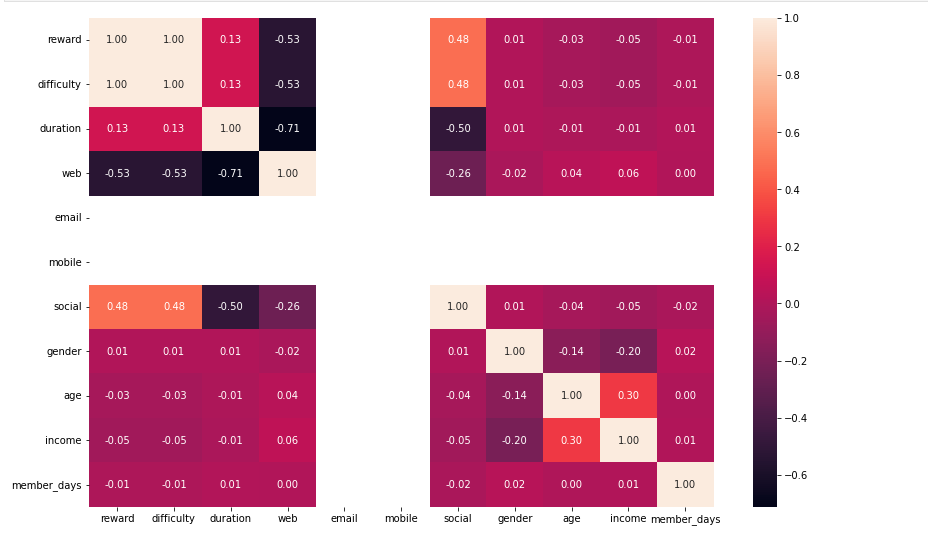 reward 1.00 1.00 0.13 -0.53 0.48 0.01 -0.03 -0.05 -0.01
difficulty 1.00 1.00 0.13 -0.53 0.48 0.01 -0.03 -0.05 -0.01
duration 0.13 0.13 1.00 -0.71 -0.50 0.01 -0.01 -0.01 0.01
web -0.53 -0.53 -0.71 1.00 -0.26 -0.02 0.04 0.06 0.00
email
mobile
social 0.48 0.48 -0.50 -0.26 1.00 0.01 -0.04 -0.05 -0.02
gender 0.01 0.01 0.01 -0.02 0.01 1.00 -0.14 -0.20 0.02
age -0.03 -0.03 -0.01 0.04 -0.04 -0.14 1.00 0.30 0.00
income -0.05 -0.05 -0.01 0.06 -0.05 -0.20 0.30 1.00 0.01
member_days -0.01 -0.01 0.01 0.00 -0.02 0.02 0.00 0.01 1.00
reward difficulty duration web email mobile social gender age income member_days
1.0
0.8
0.6
0.4
0.2
0.0
-0.2
-0.4
-0.6